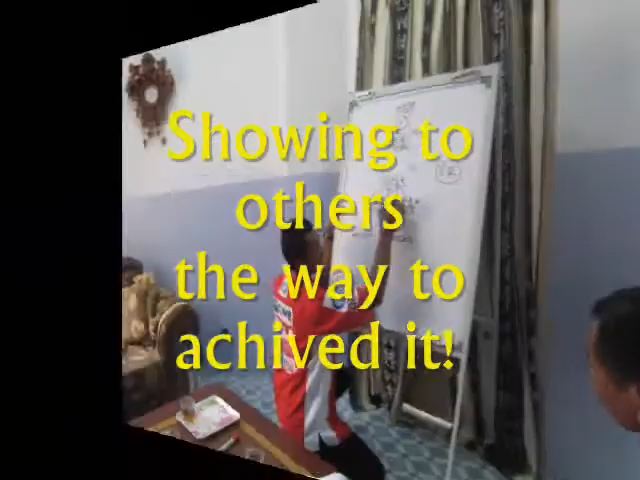 Showing to
others
the way to
achived it!